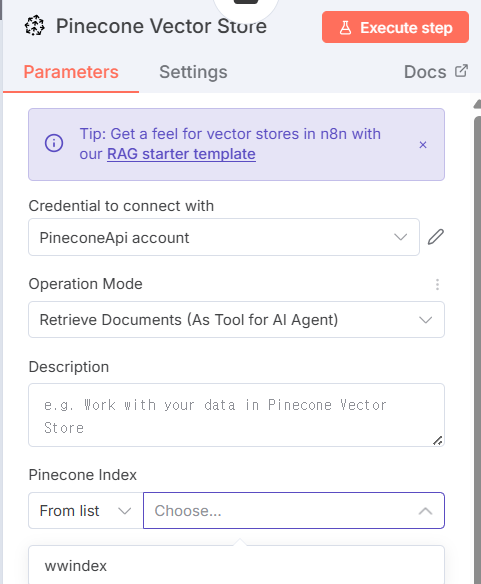 Pinecone Vector Store
Execute step
Parameters
Settings
Docs
Tip: Get a feel for vector stores in n8n with
our RAG starter template
×
Credential to connect with
PineconeApi account
Operation Mode
Retrieve Documents (As Tool for AI Agent)
Description
e.g. Work with your data in Pinecone Vector
Store
Pinecone Index
From list
Choose...
wwindex